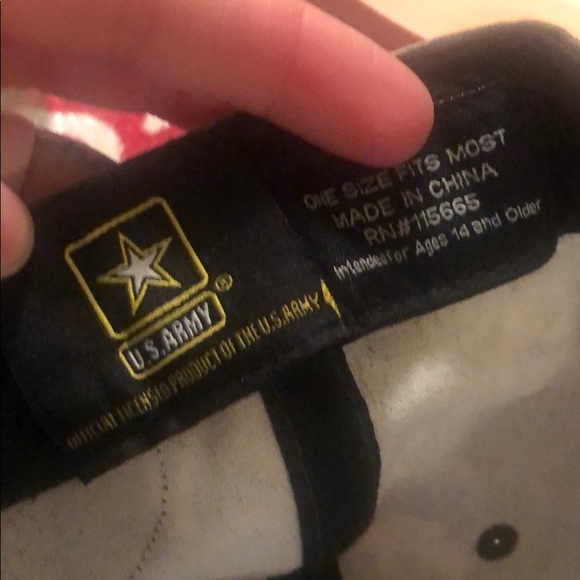 U.S.ARMY
®
OFFICIAL LICENSED PRODUCT OF THE U.S.ARMY
ONE SIZE FITS MOST
MADE IN CHINA
RN#115665
Intended for Ages 14 and Older